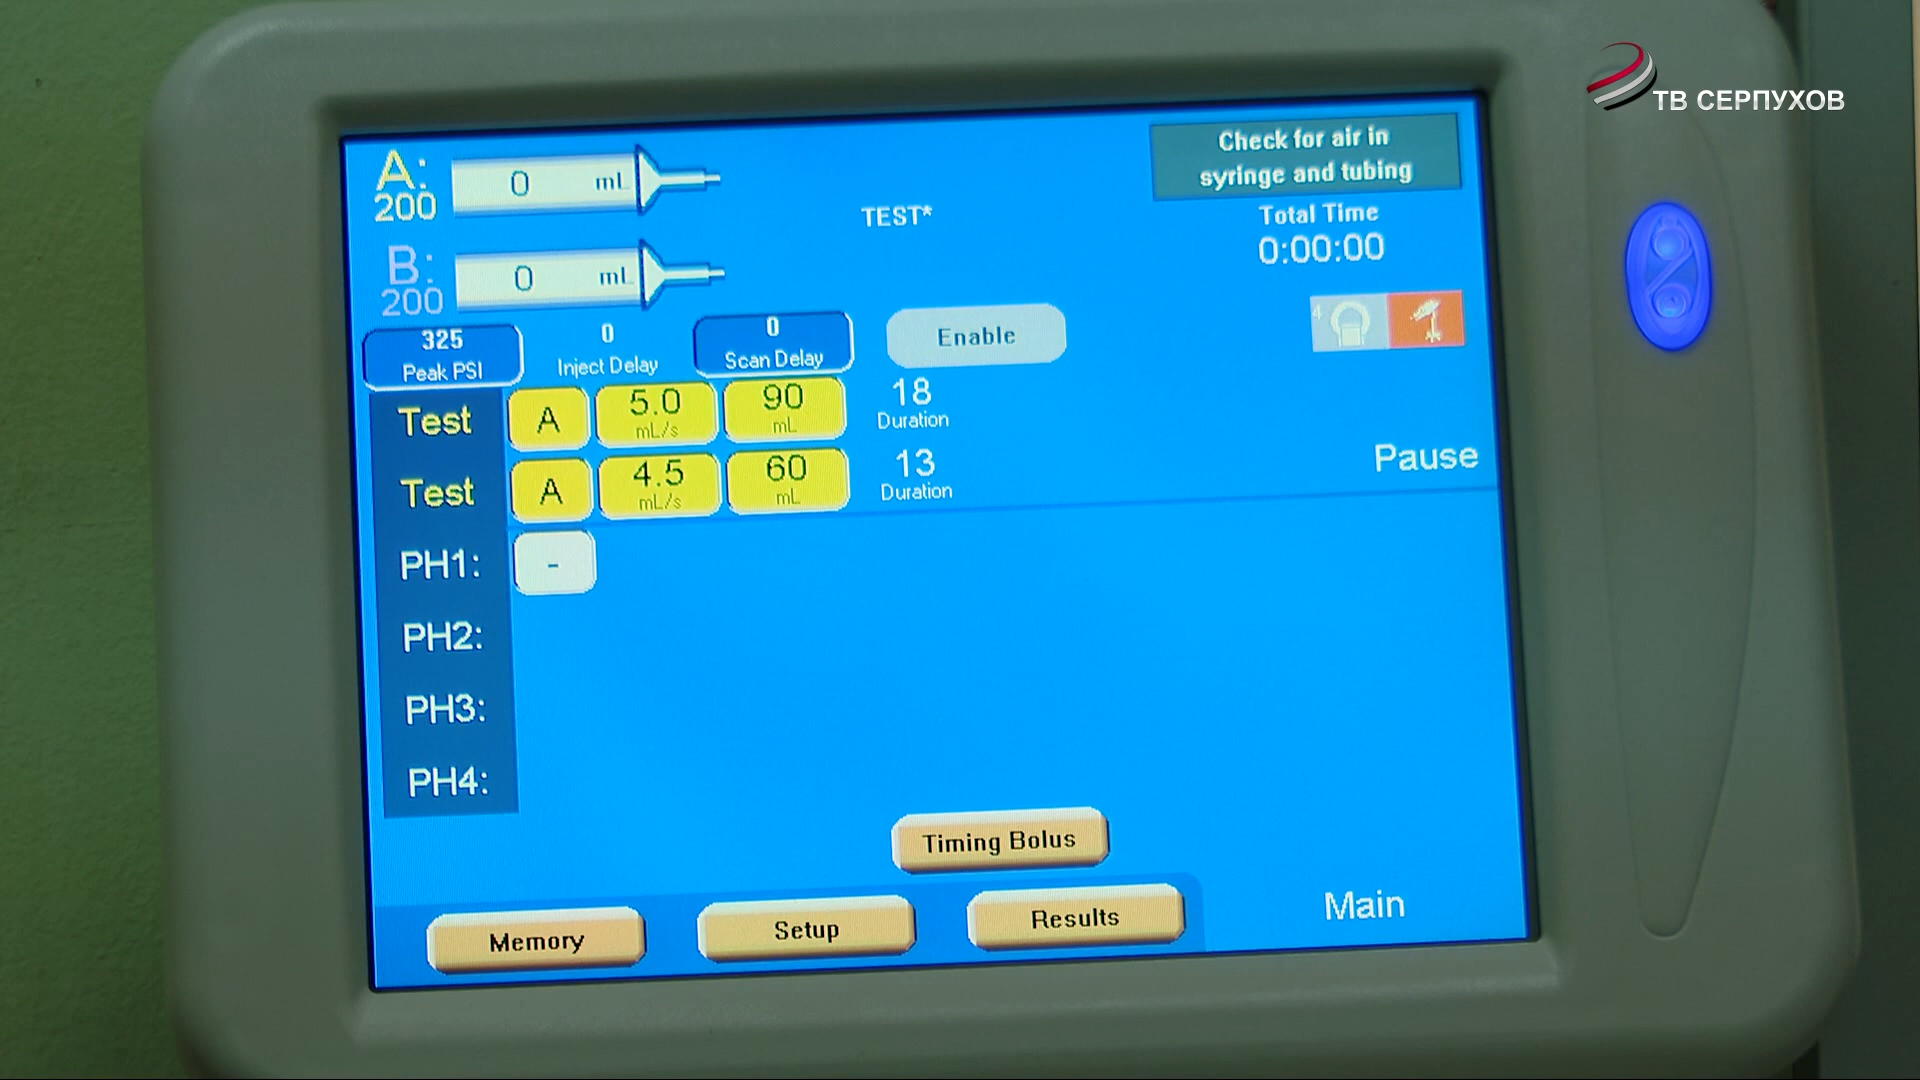 ТВ СЕРПУХОВ
Check for air in
syringe and tubing
A:
200
0 mL
TEST*
Total Time
0:00:00
B:
200
0 mL
4
325
Peak PSI
0
Inject Delay
0
Scan Delay
Enable
Test
A
5.0
mL/s
90
mL
18
Duration
Test
A
4.5
mL/s
60
mL
13
Duration
Pause
PH1:
-
PH2:
PH3:
PH4:
Timing Bolus
Memory
Setup
Results
Main